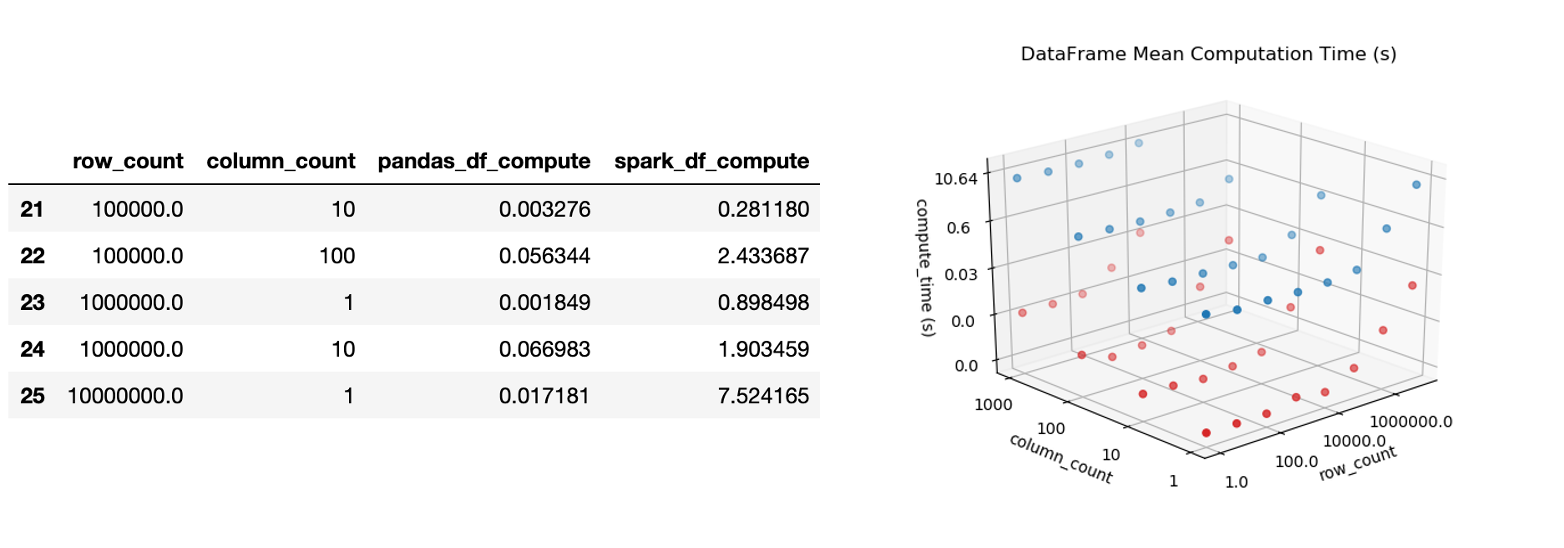 row_count column_count pandas_df_compute spark_df_compute
21 100000.0 10 0.003276 0.281180
22 100000.0 100 0.056344 2.433687
23 1000000.0 1 0.001849 0.898498
24 1000000.0 10 0.066983 1.903459
25 10000000.0 1 0.017181 7.524165
DataFrame Mean Computation Time (s)
10.64
0.6
0.03
0.0
0.0
compute_time (s)
1000
100
10
1
column_count
1.0
100.0
10000.0
1000000.0
row_count